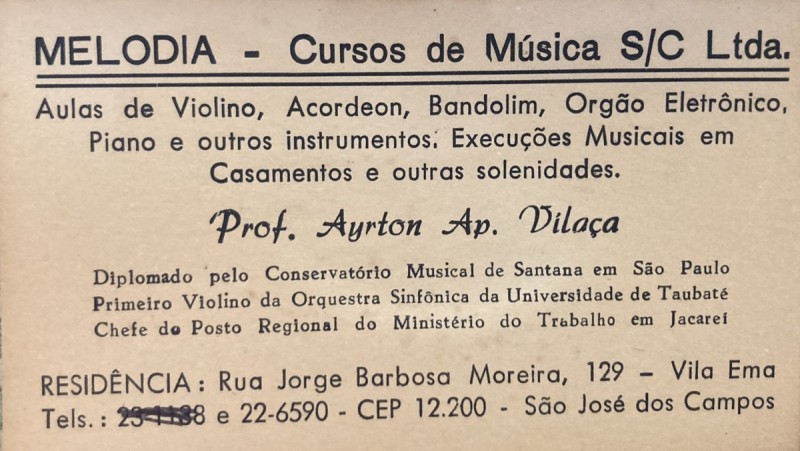 MELODIA - Cursos de Música S/C Ltda.
Aulas de Violino, Acordeon, Bandolim, Orgão Eletrônico,
Piano e outros instrumentos. Execuções Musicais em
Casamentos e outras solenidades.
Prof. Ayrton Ap. Vilaça
Diplomado pelo Conservatório Musical de Santana em São Paulo
Primeiro Violino da Orquestra Sinfônica da Universidade de Taubaté
Chefe do Posto Regional do Ministério do Trabalho em Jacareí
RESIDÊNCIA: Rua Jorge Barbosa Moreira, 129 - Vila Ema
Tels.: e 22-6590 - CEP 12.200 - São José dos Campos